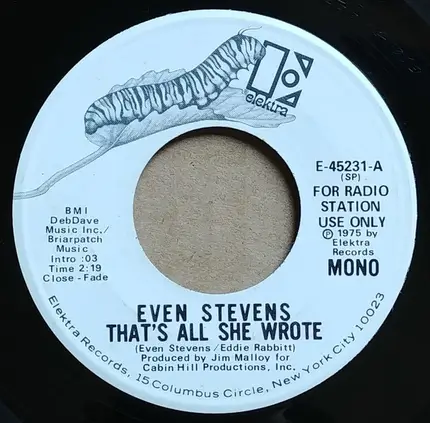 elektra
E-45231-A
(SP)
FOR RADIO
STATION
USE ONLY
℗ 1975 by
Elektra
Records
MONO
BMI
DebDave
Music Inc./
Briarpatch
Music
Intro :03
Time 2:19
Close - Fade
EVEN STEVENS
THAT'S ALL SHE WROTE
(Even Stevens/Eddie Rabbitt)
Produced by Jim Malloy for
Cabin Hill Productions, Inc.
Elektra Records, 15 Columbus Circle, New York City 10023